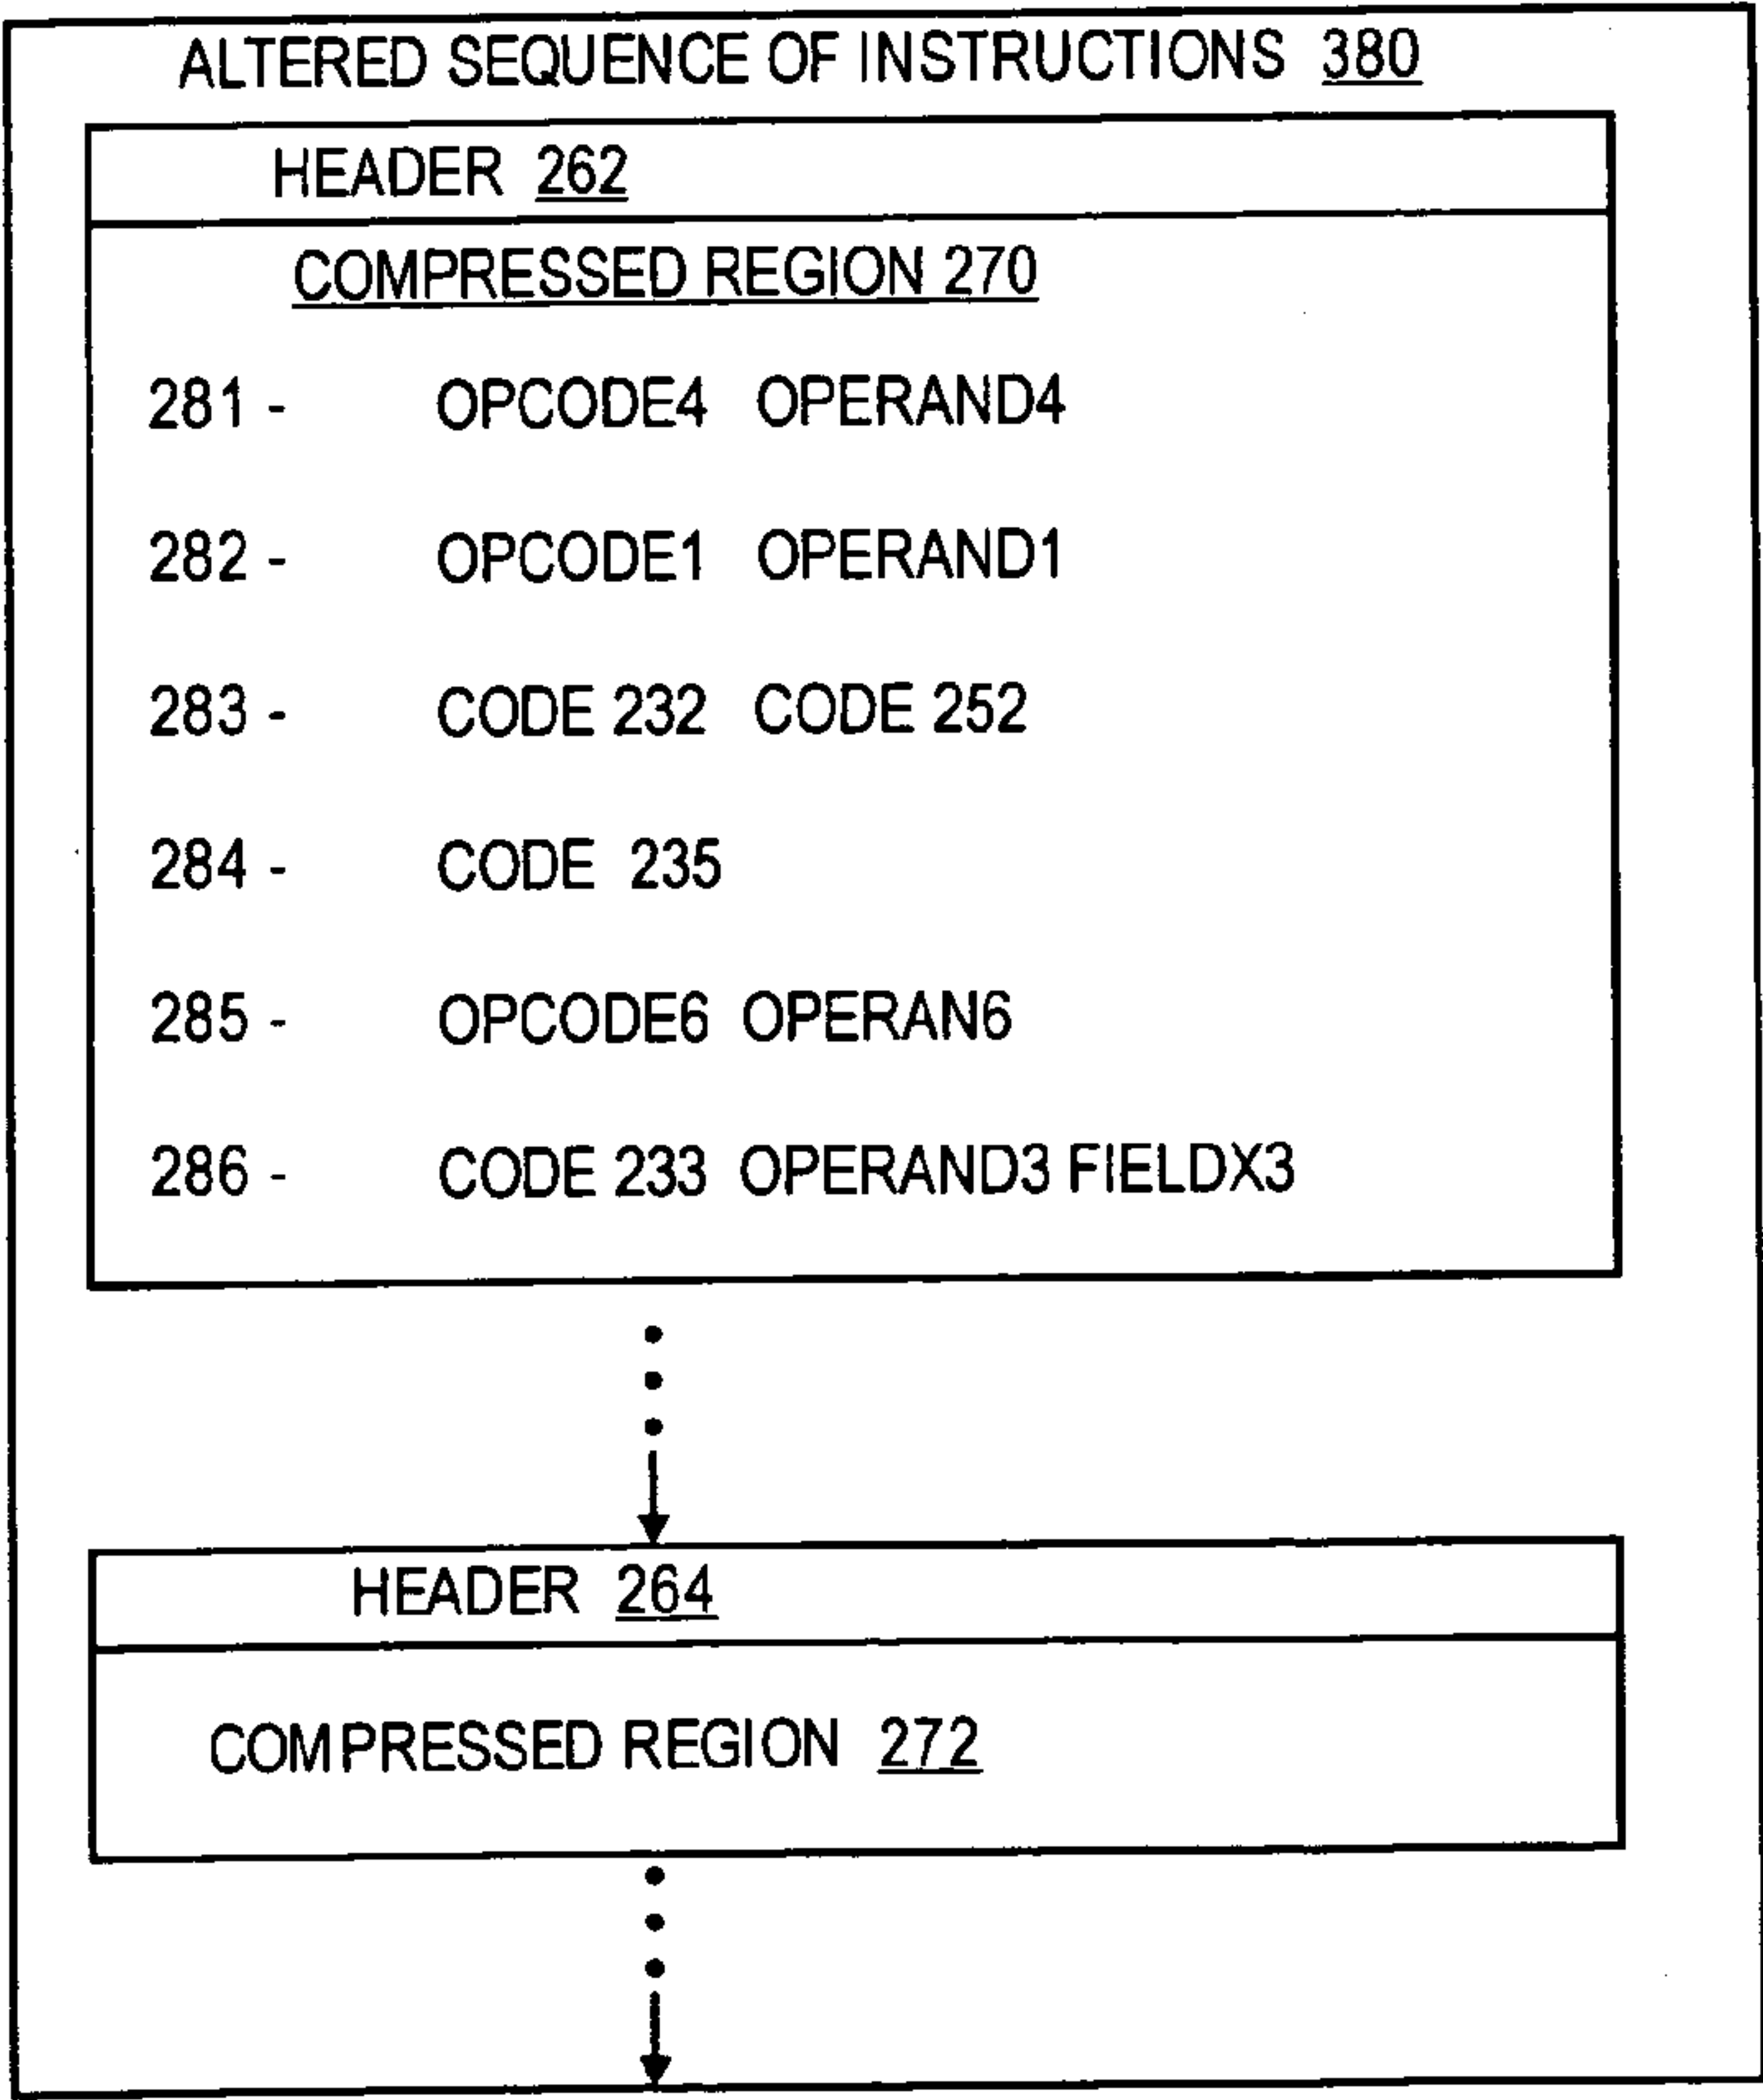 ALTERED SEQUENCE OF INSTRUCTIONS 380
HEADER 262
COMPRESSED REGION 270
281 - OPCODE4 OPERAND4
282 - OPCODE1 OPERAND1
283 - CODE 232 CODE 252
284 - CODE 235
285 - OPCODE6 OPERAN6
286 - CODE 233 OPERAND3 FIELDX3
HEADER 264
COMPRESSED REGION 272